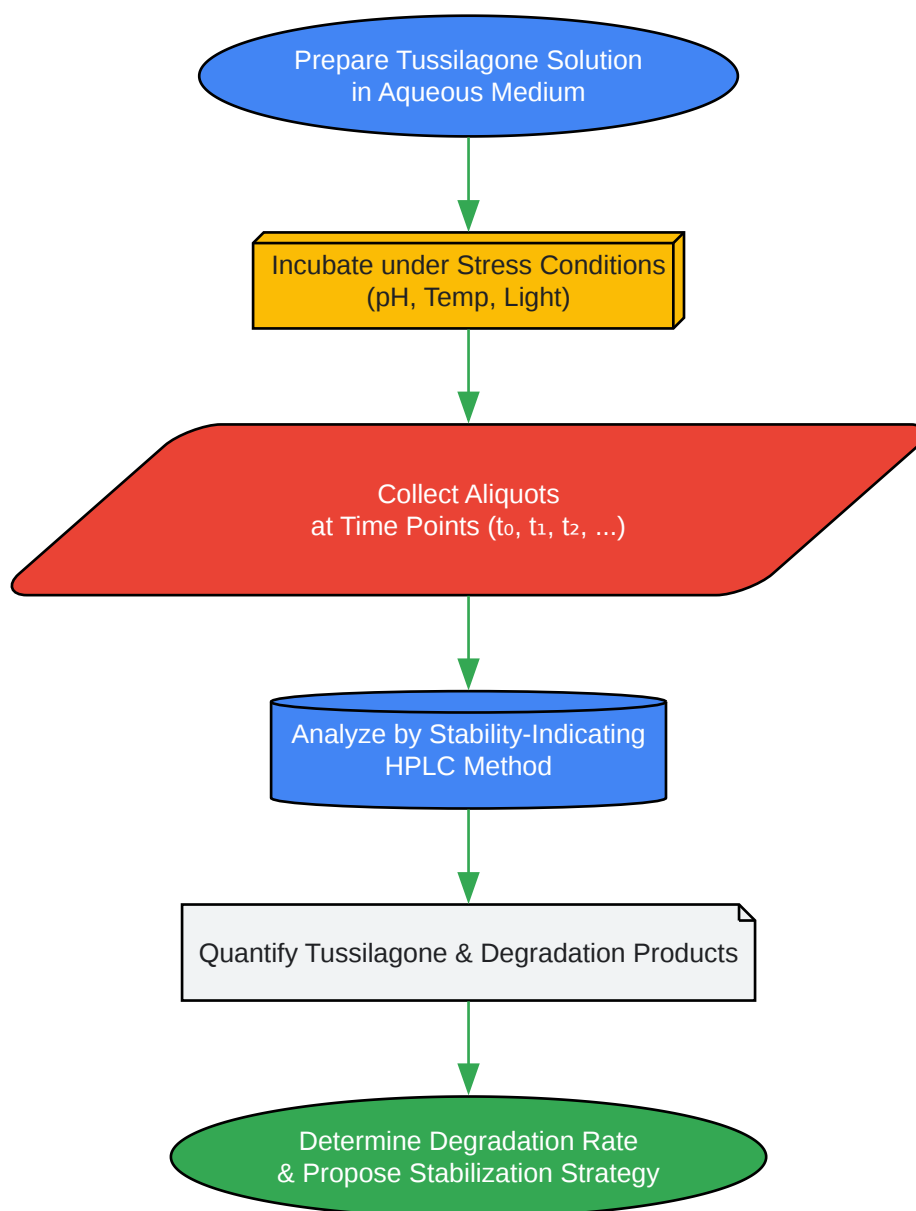 Prepare Tussilagone Solution
in Aqueous Medium
Incubate under Stress Conditions
(pH, Temp, Light)
Collect Aliquots
at Time Points (t₀, t₁, t₂, ...)
Analyze by Stability-Indicating
HPLC Method
Quantify Tussilagone & Degradation Products
Determine Degradation Rate
& Propose Stabilization Strategy